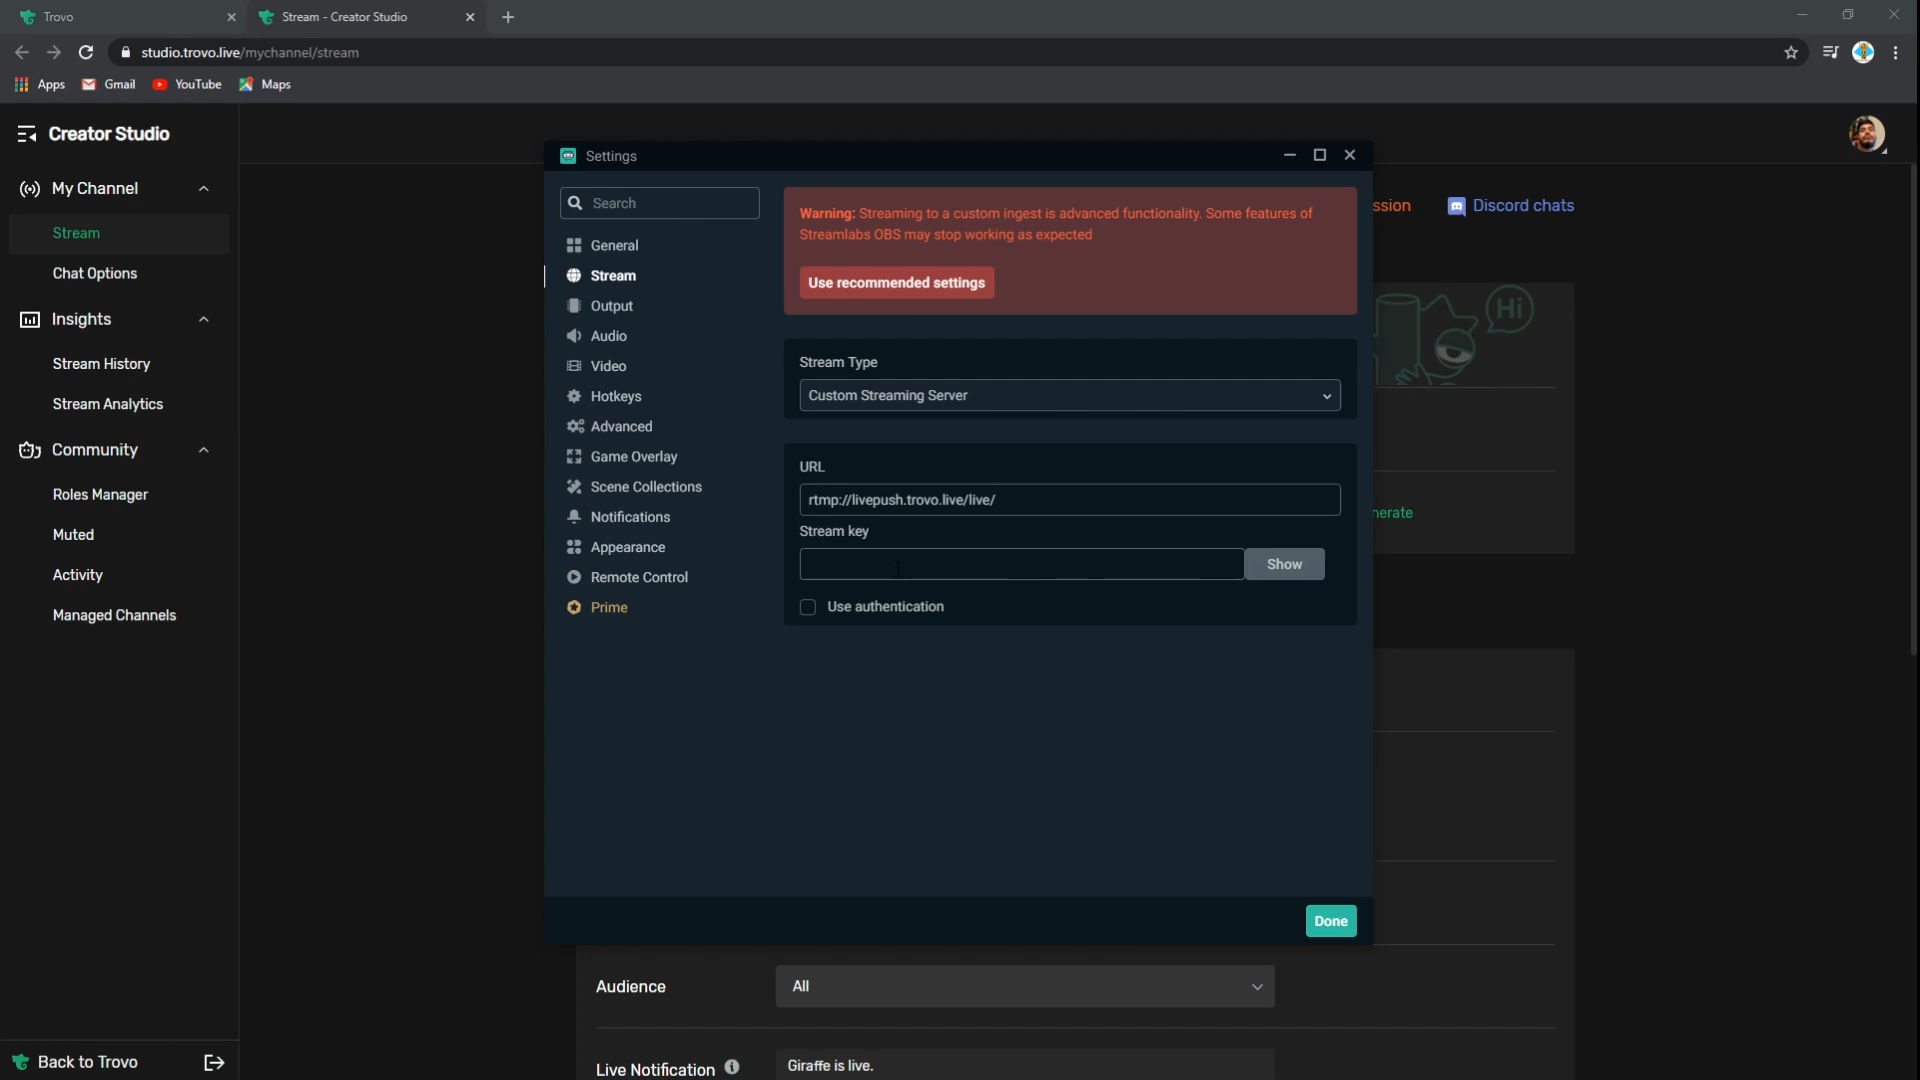 Trovo
Stream - Creator Studio
studio.trovo.live/mychannel/stream
Apps
Gmail
YouTube
Maps
Creator Studio
My Channel
Stream
Chat Options
Insights
Stream History
Stream Analytics
Community
Roles Manager
Muted
Activity
Managed Channels
Back to Trovo
Settings
Search
General
Stream
Output
Audio
Video
Hotkeys
Advanced
Game Overlay
Scene Collections
Notifications
Appearance
Remote Control
Prime
Warning: Streaming to a custom ingest is advanced functionality. Some features of
Streamlabs OBS may stop working as expected
Use recommended settings
Stream Type
Custom Streaming Server
URL
rtmp://livepush.trovo.live/live/
Stream key
Show
Use authentication
Done
ssion
Discord chats
Hi
nerate
Audience
All
Live Notification
Giraffe is live.